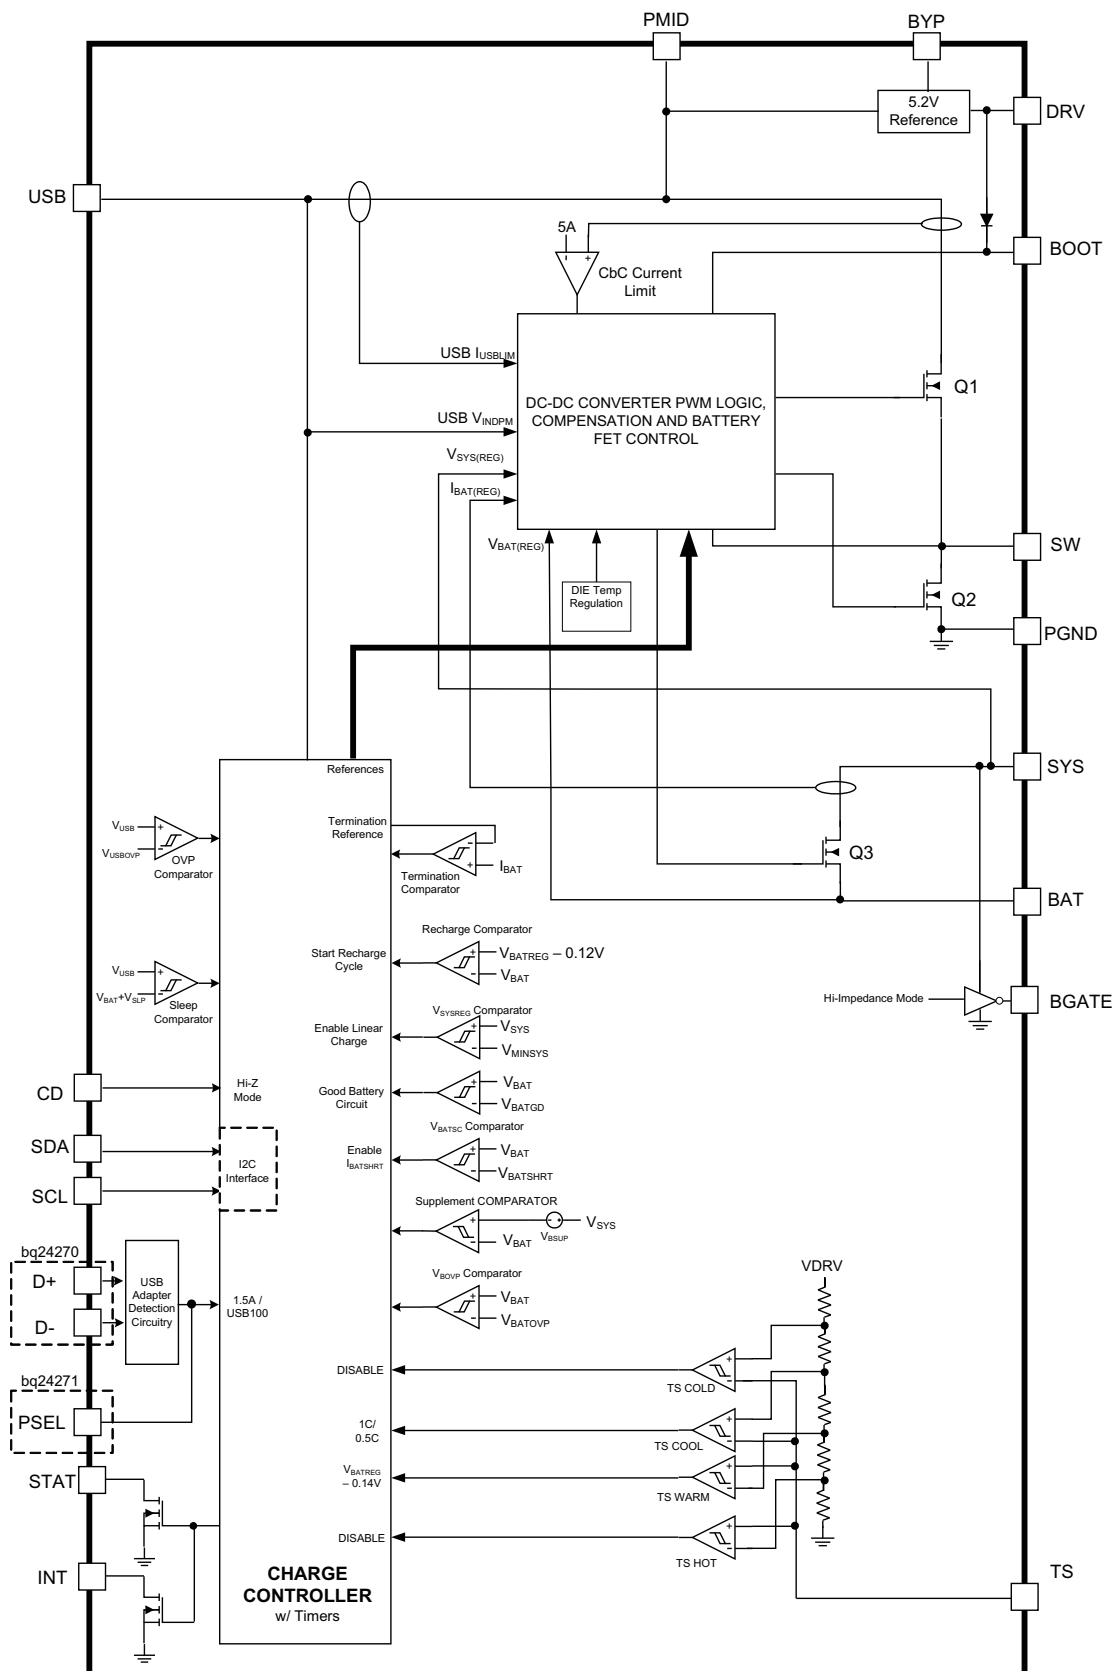 PMID
BYP
5.2V
Reference
DRV
USB
5A
-
+
CbC Current
Limit
BOOT
USB IUSBLIM
DC-DC CONVERTER PWM LOGIC,
COMPENSATION AND BATTERY
FET CONTROL
Q1
USB VINDPM
VSYS(REG)
IBAT(REG)
VBAT(REG)
SW
DIE Temp
Regulation
Q2
PGND
References
SYS
VUSB
+
VUSBOVP
-
OVP
Comparator
Termination
Reference
-
+
IBAT
Termination
Comparator
Q3
BAT
Recharge Comparator
Start Recharge
Cycle
+
VBATREG – 0.12V
-
VBAT
VUSB
+
VBAT+VSLP
-
Sleep
Comparator
Hi-Impedance Mode
BGATE
VSYSREG Comparator
Enable Linear
Charge
+
VSYS
-
VMINSYS
CD
Hi-Z
Mode
Good Battery
Circuit
+
VBAT
-
VBATGD
SDA
SCL
I2C
Interface
VBATSC Comparator
Enable
IBATSHRT
+
VBAT
-
VBATSHRT
Supplement COMPARATOR
+
VSYS
VBSUP
-
VBAT
bq24270
D+
D-
USB
Adapter
Detection
Circuitry
1.5A /
USB100
VBOVP Comparator
+
VBAT
-
VBATOVP
VDRV
bq24271
PSEL
DISABLE
+
-
TS COLD
1C/
0.5C
+
-
TS COOL
STAT
VBATREG
– 0.14V
+
-
TS WARM
DISABLE
+
-
TS HOT
INT
CHARGE
CONTROLLER
w/ Timers
TS